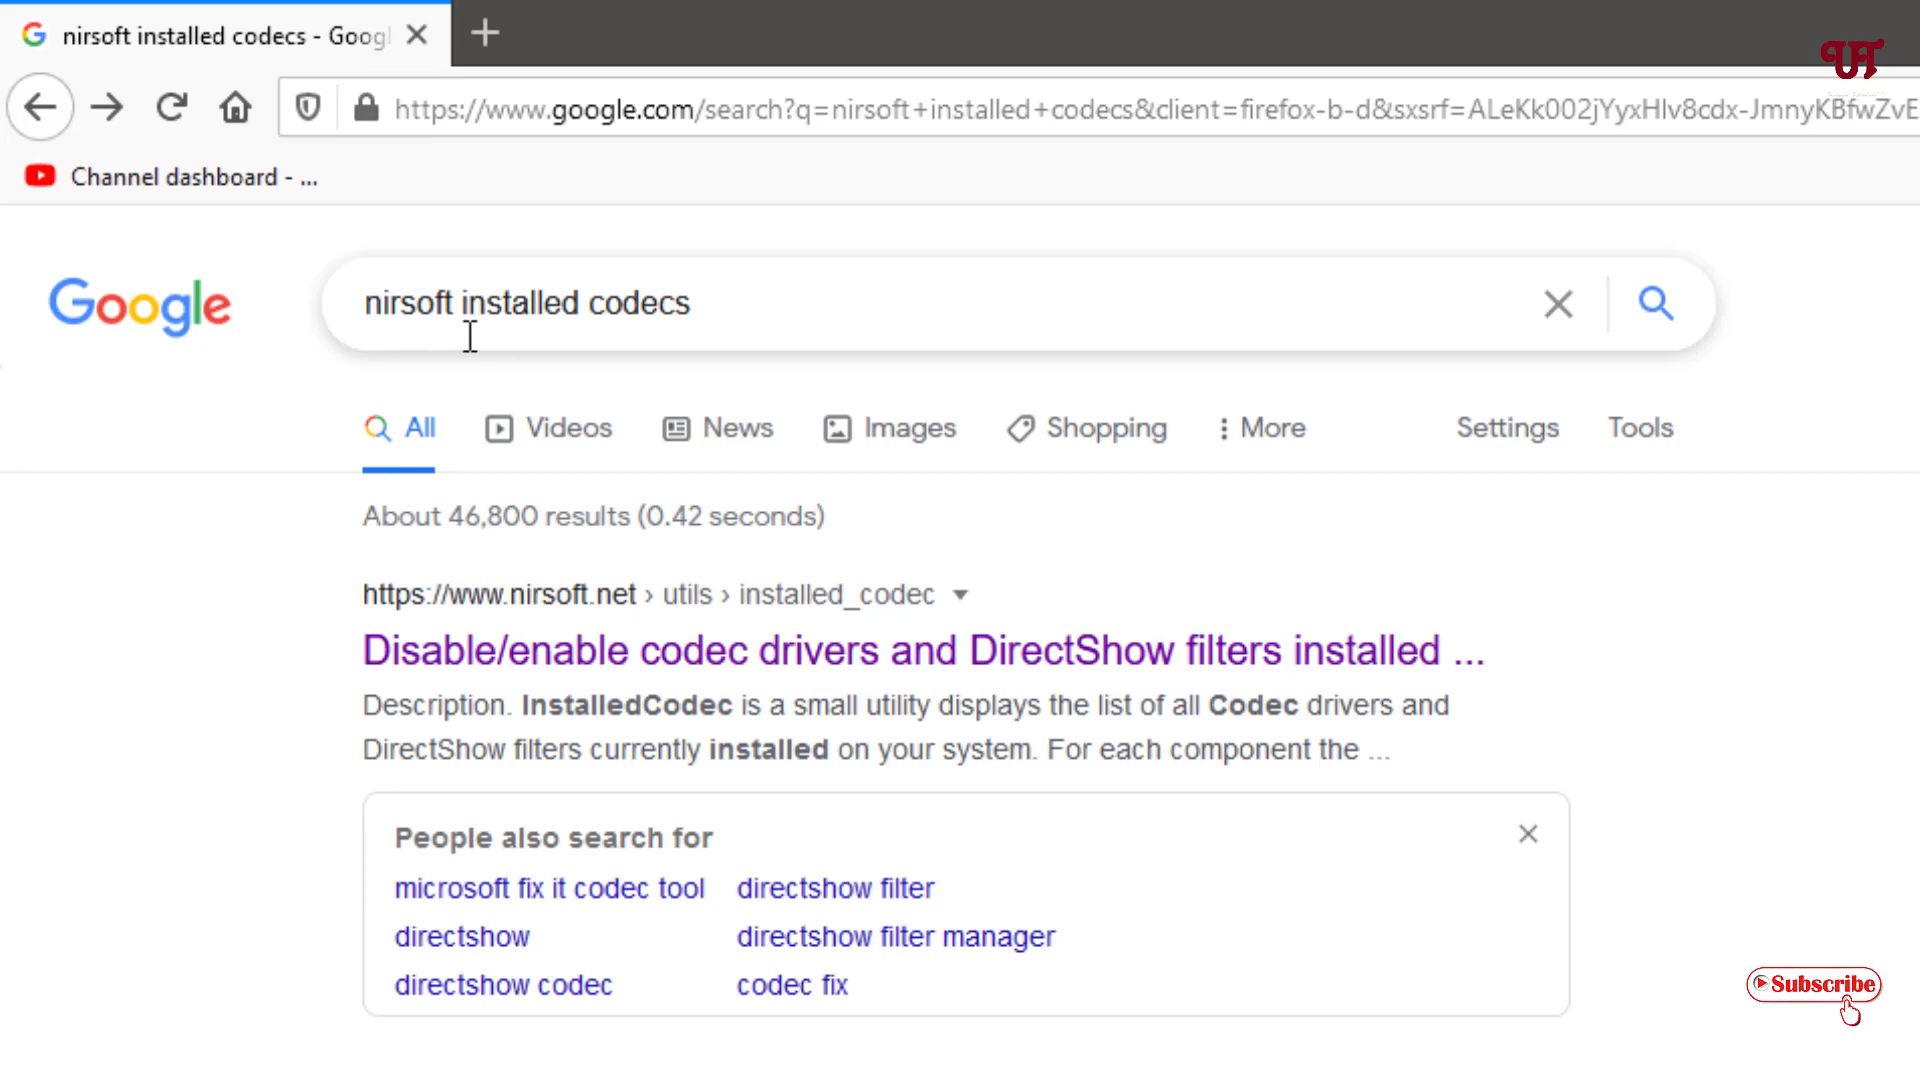 nirsoft installed codecs - Googl
UT
https://www.google.com/search?q=nirsoft+installed+codecs&client=firefox-b-d&sxsrf=ALeKk002jYyxHlv8cdx-JmnyKBfwZvE
Channel dashboard - ...
Google
nirsoft installed codecs
All Videos News Images Shopping More Settings Tools
About 46,800 results (0.42 seconds)
https://www.nirsoft.net › utils › installed_codec
Disable/enable codec drivers and DirectShow filters installed ...
Description. InstalledCodec is a small utility displays the list of all Codec drivers and
DirectShow filters currently installed on your system. For each component the ...
People also search for
microsoft fix it codec tool directshow filter
directshow directshow filter manager
directshow codec codec fix
Subscribe